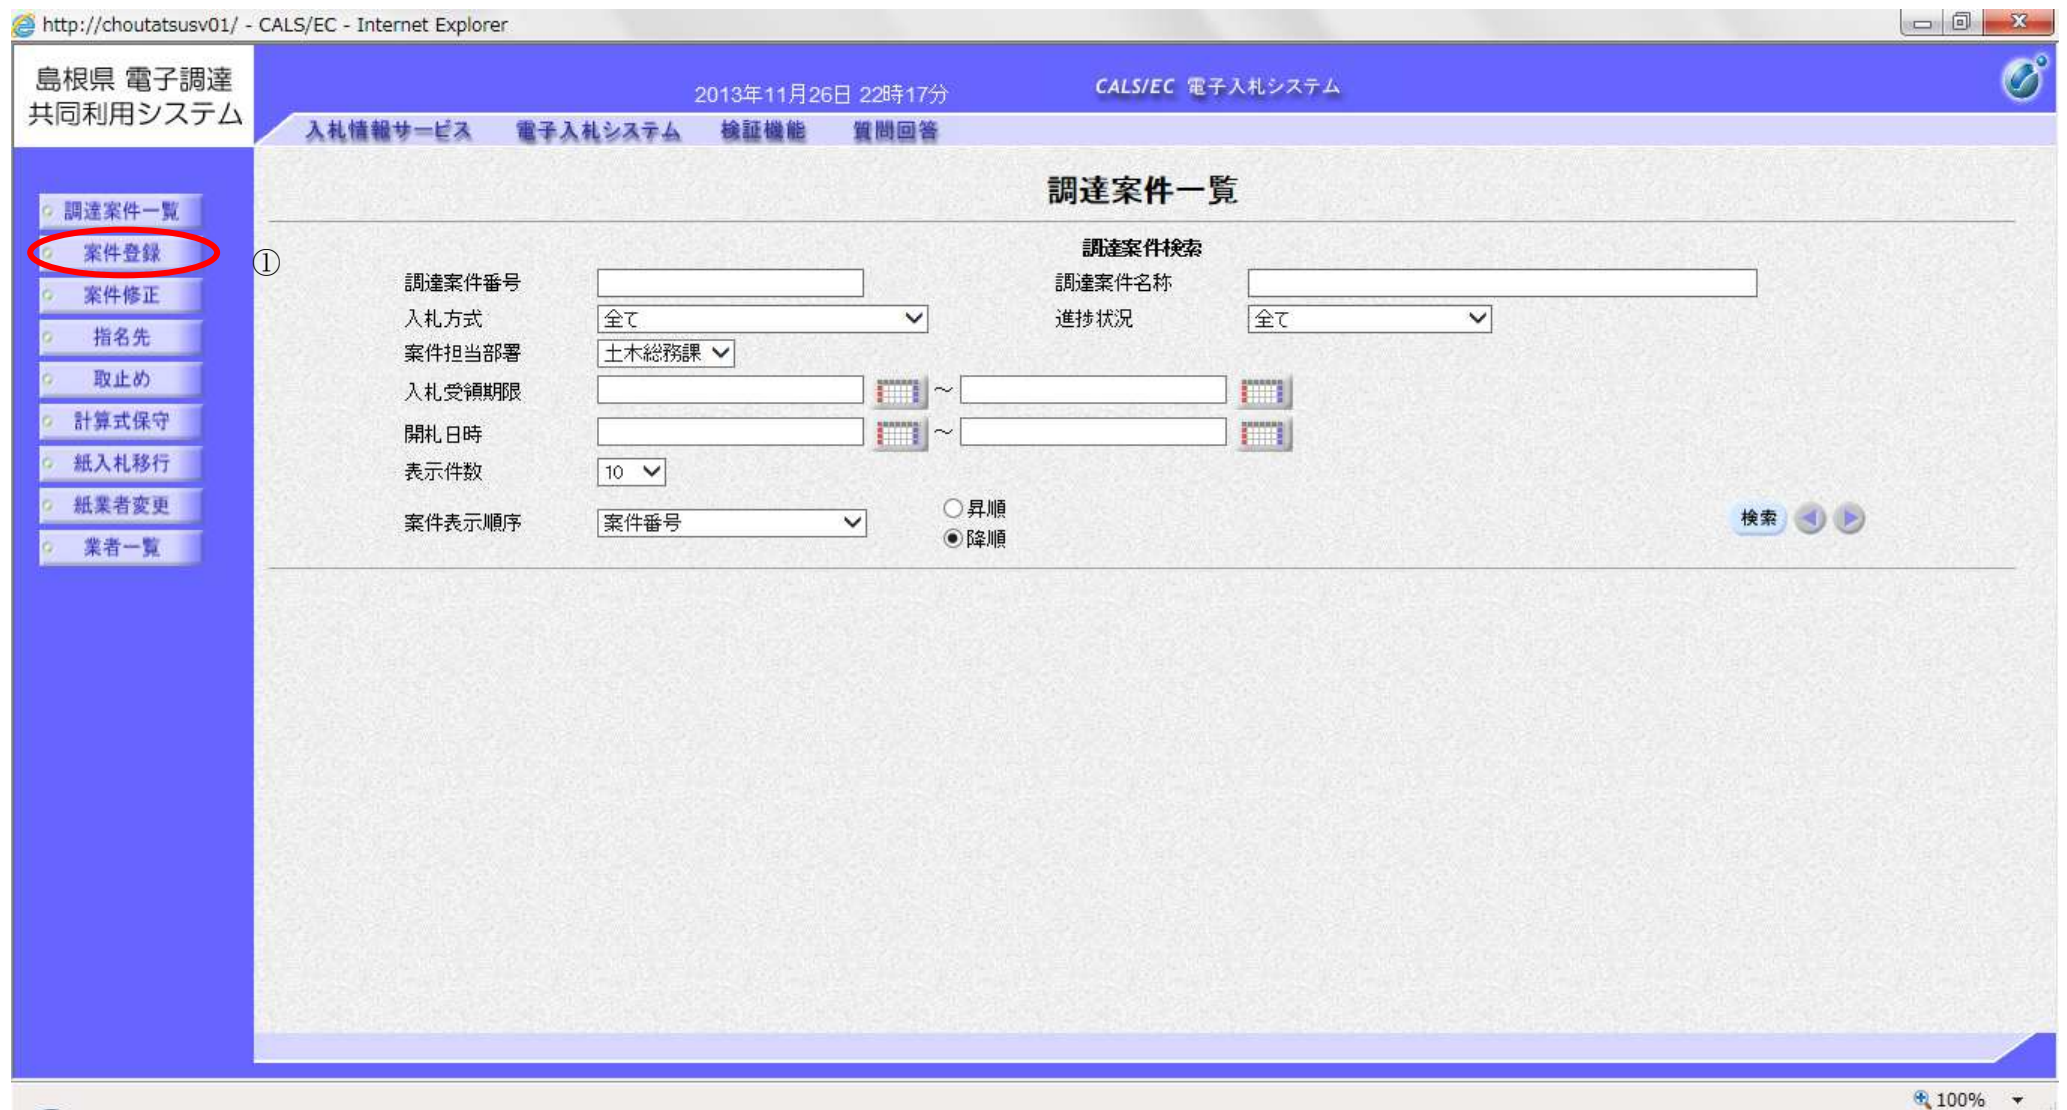 http://choutatsusv01/ - CALS/EC - Internet Explorer
島根県 電子調達
共同利用システム
2013年11月26日 22時17分
CALS/EC 電子入札システム
入札情報サービス 電子入札システム 検証機能 質問回答
調達案件一覧
案件登録
案件修正
指名先
取止め
計算式保守
紙入札移行
紙業者変更
業者一覧
①
調達案件一覧
調達案件検索
調達案件番号
調達案件名称
入札方式 全て
進捗状況 全て
案件担当部署 土木総務課
入札受領期限 ～
開札日時 ～
表示件数 10
案件表示順序 案件番号
昇順
降順
検索
100%